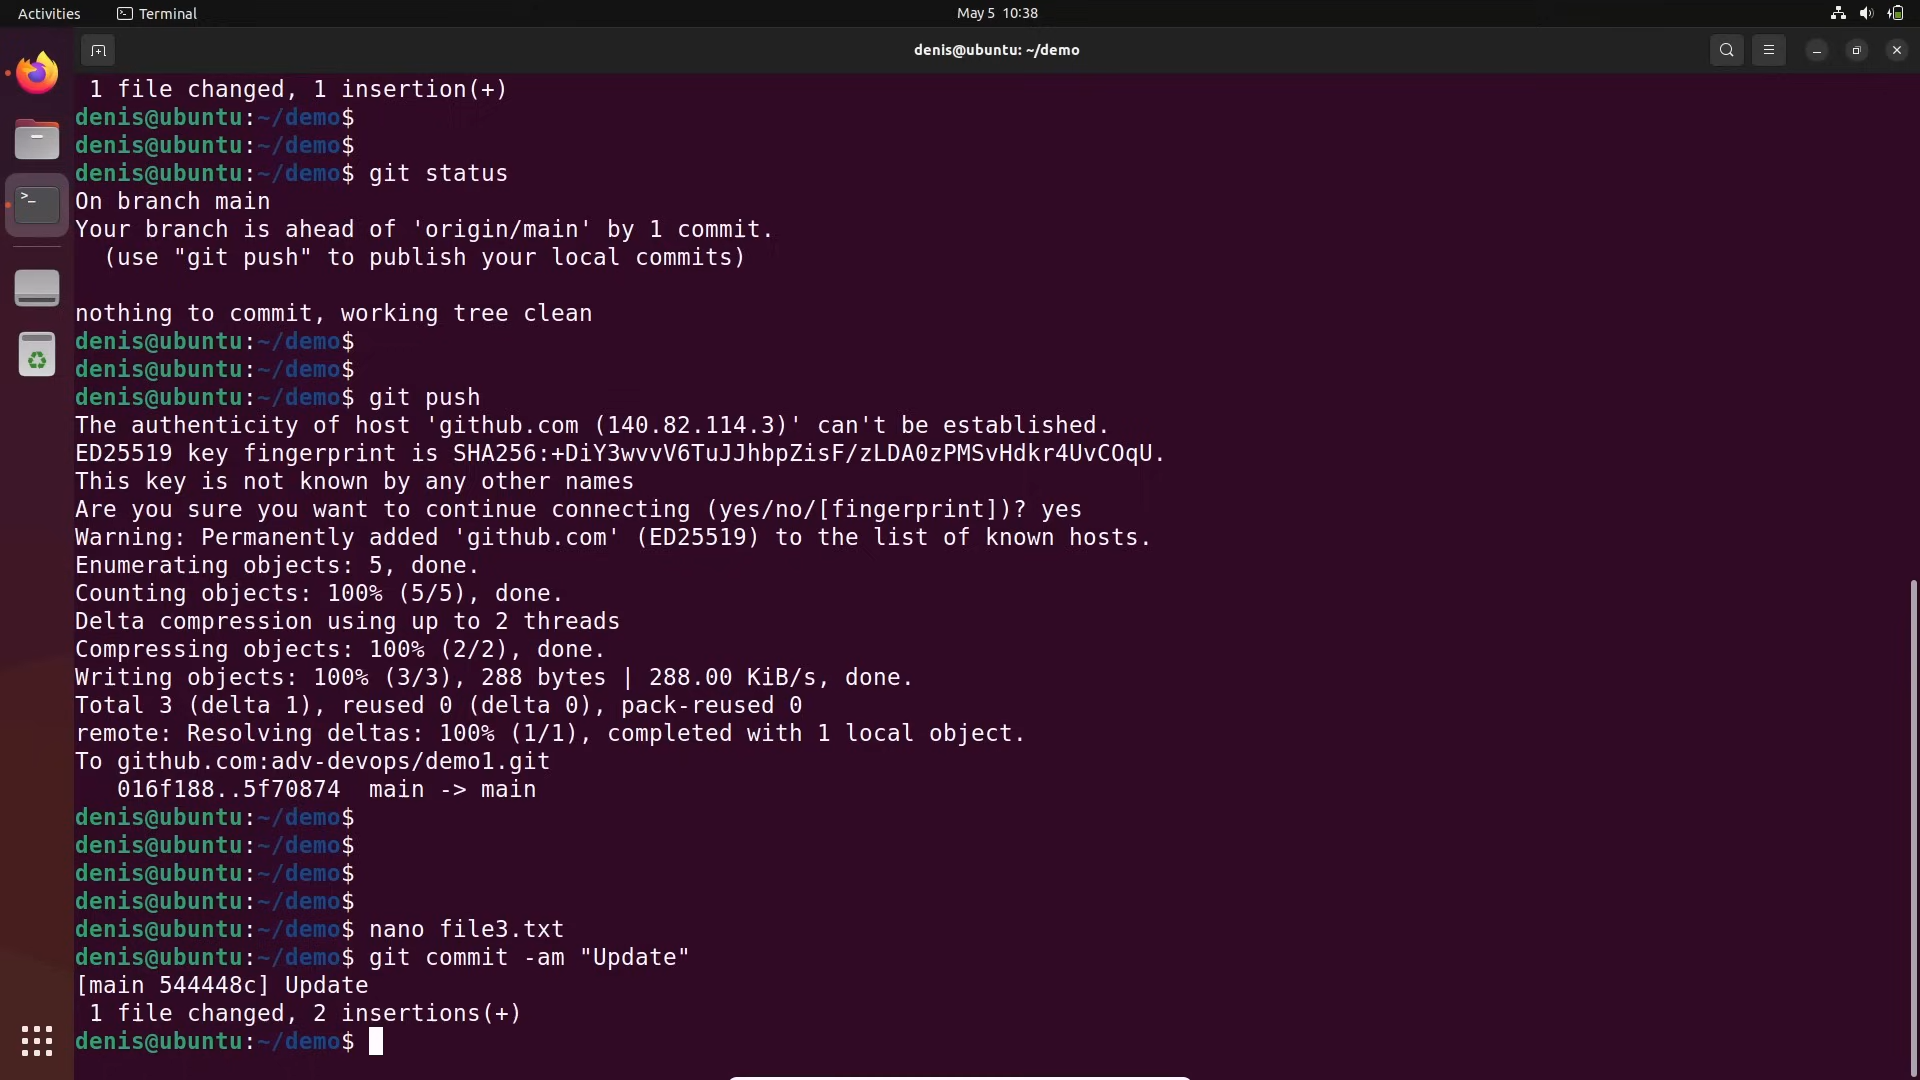 Activities Terminal May 5 10:38
denis@ubuntu: ~/demo
1 file changed, 1 insertion(+)
denis@ubuntu:~/demo$
denis@ubuntu:~/demo$
denis@ubuntu:~/demo$ git status
On branch main
Your branch is ahead of 'origin/main' by 1 commit.
(use "git push" to publish your local commits)
nothing to commit, working tree clean
denis@ubuntu:~/demo$
denis@ubuntu:~/demo$
denis@ubuntu:~/demo$ git push
The authenticity of host 'github.com (140.82.114.3)' can't be established.
ED25519 key fingerprint is SHA256:+DiY3wvvV6TuJJhbpZisF/zLDA0zPMSvHdkr4UvCOqU.
This key is not known by any other names
Are you sure you want to continue connecting (yes/no/[fingerprint])? yes
Warning: Permanently added 'github.com' (ED25519) to the list of known hosts.
Enumerating objects: 5, done.
Counting objects: 100% (5/5), done.
Delta compression using up to 2 threads
Compressing objects: 100% (2/2), done.
Writing objects: 100% (3/3), 288 bytes | 288.00 KiB/s, done.
Total 3 (delta 1), reused 0 (delta 0), pack-reused 0
remote: Resolving deltas: 100% (1/1), completed with 1 local object.
To github.com:adv-devops/demo1.git
016f188..5f70874 main -> main
denis@ubuntu:~/demo$
denis@ubuntu:~/demo$
denis@ubuntu:~/demo$
denis@ubuntu:~/demo$
denis@ubuntu:~/demo$ nano file3.txt
denis@ubuntu:~/demo$ git commit -am "Update"
[main 544448c] Update
1 file changed, 2 insertions(+)
denis@ubuntu:~/demo$